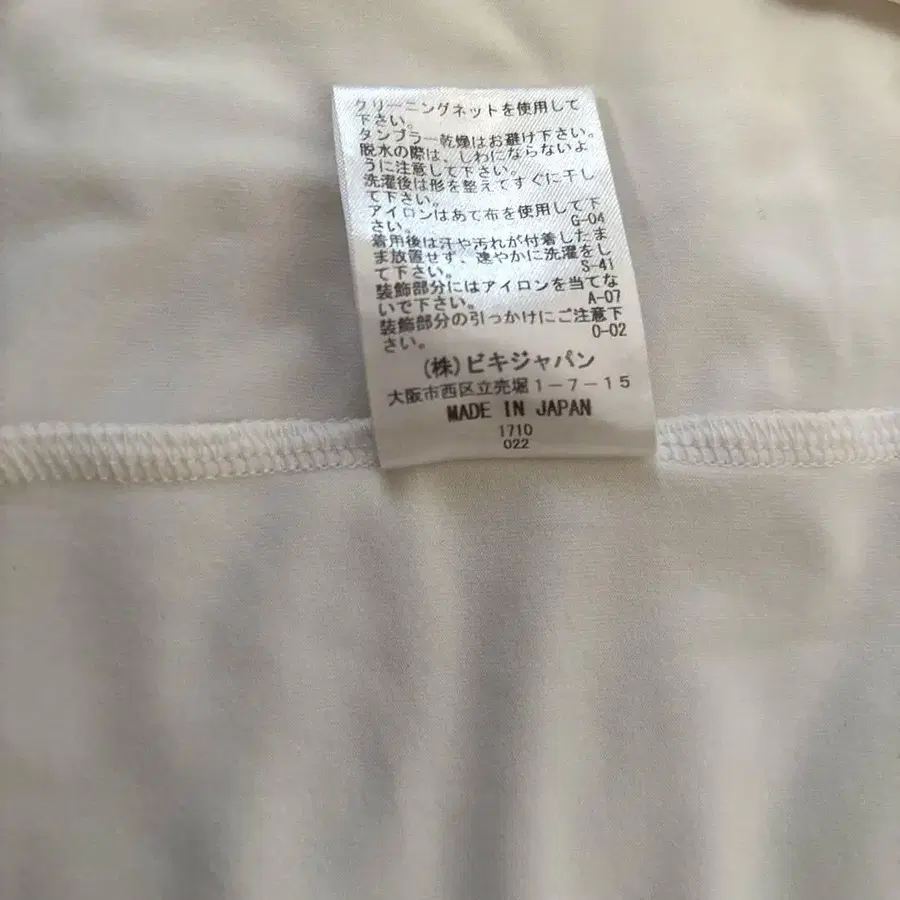 クリーニングネットを使用して
下さい。
タンブラー乾燥はお避け下さい。
脱水の際は、しわにならないよ
うに注意して下さい。
洗濯後は形を整えてすぐに干し
て下さい。
アイロンはあて布を使用して下
さい。 G-04
着用後は汗や汚れが付着したま
ま放置せず、速やかに洗濯をし
て下さい。 S-41
装飾部分にはアイロンを当てな
いで下さい。 A-07
装飾部分の引っかけにご注意下
さい。 O-02
(株)ビキジャパン
大阪市西区立売堀1-7-15
MADE IN JAPAN
1710
022